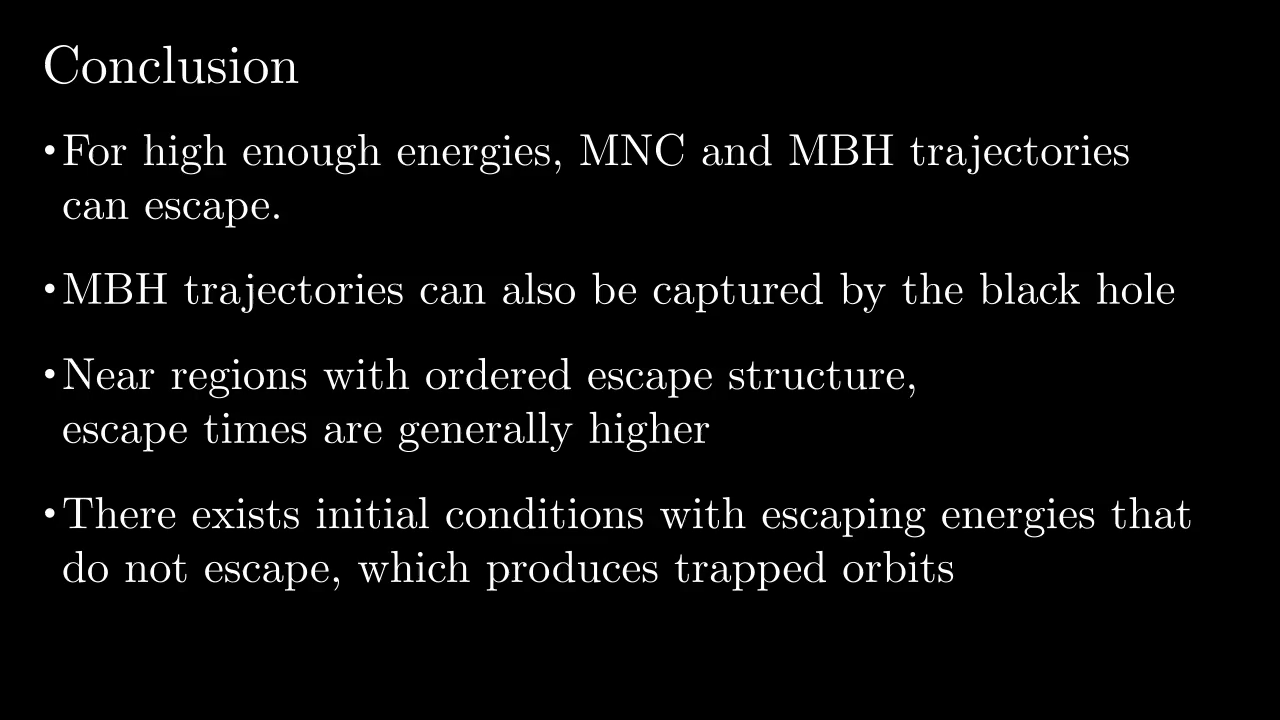 Conclusion
•For high enough energies, MNC and MBH trajectories
can escape.
•MBH trajectories can also be captured by the black hole
•Near regions with ordered escape structure,
escape times are generally higher
•There exists initial conditions with escaping energies that
do not escape, which produces trapped orbits